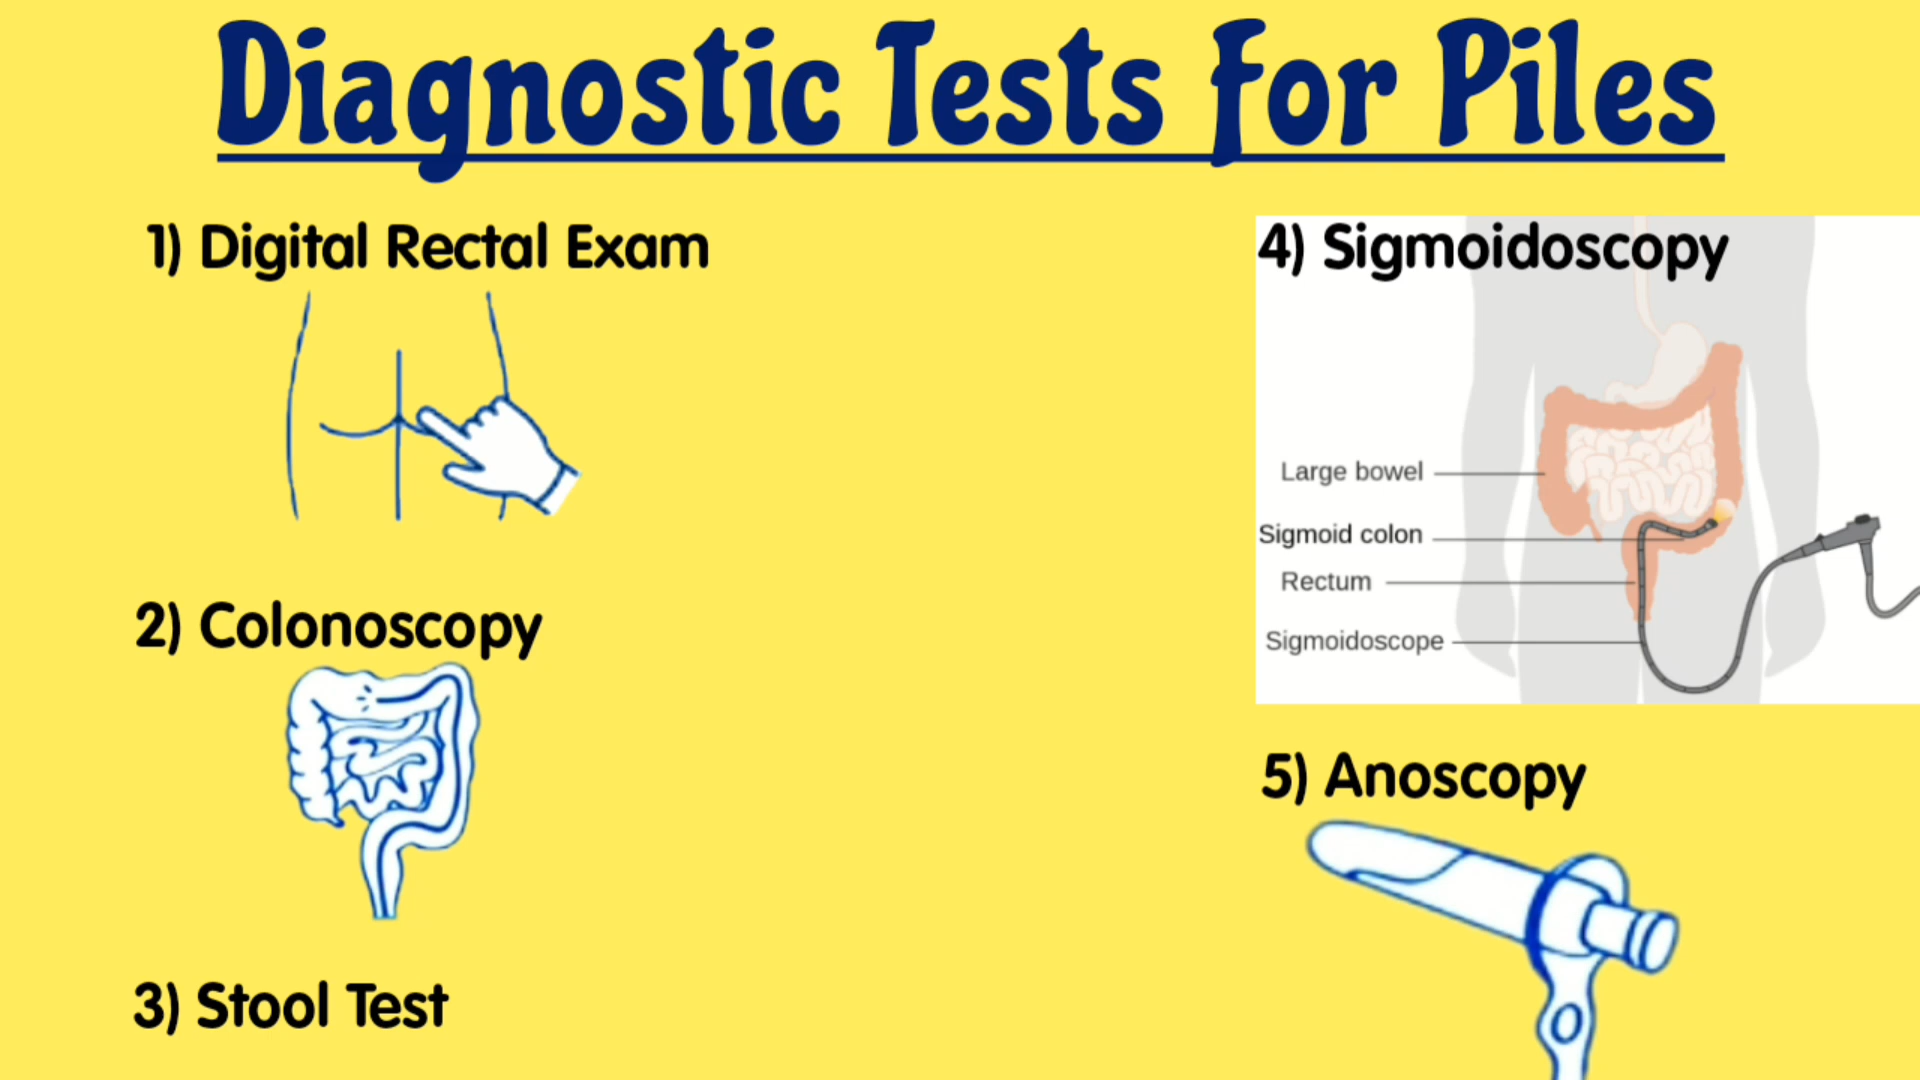 Diagnostic Tests for Piles
1) Digital Rectal Exam
2) Colonoscopy
3) Stool Test
4) Sigmoidoscopy
Large bowel
Sigmoid colon
Rectum
Sigmoidoscope
5) Anoscopy